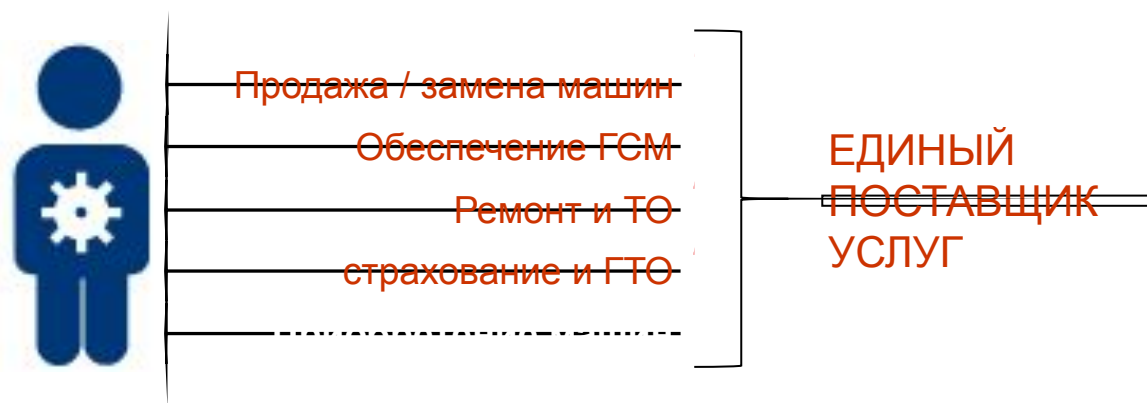 Продажа / замена машин
Обеспечение ГСМ
Ремонт и ТО
страхование и ГТО
ЕДИНЫЙ
ПОСТАВЩИК
УСЛУГ